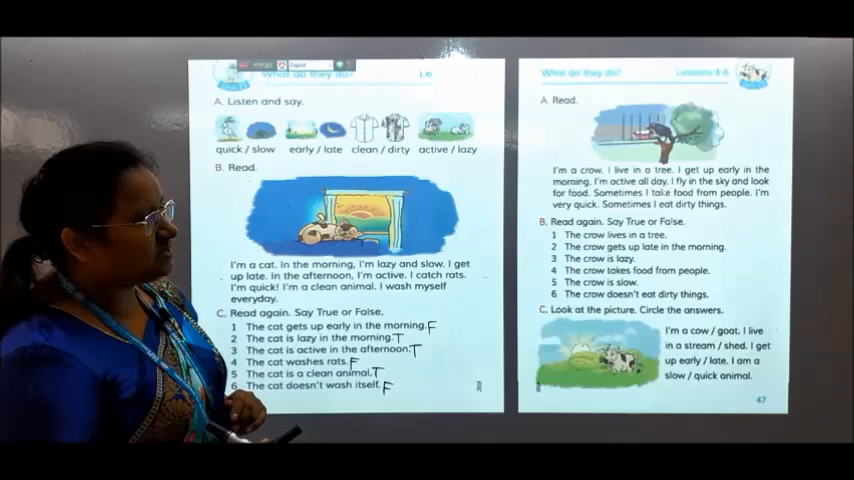 English
What do they do?
A. Listen and say.
quick / slow early / late clean / dirty active / lazy
B. Read.
I'm a cat. In the morning, I'm lazy and slow. I get
up late. In the afternoon, I'm active. I catch rats.
I'm quick! I'm a clean animal. I wash myself
everyday.
C. Read again. Say True or False.
1 The cat gets up early in the morning. F
2 The cat is lazy in the morning. T
3 The cat is active in the afternoon. T
4 The cat washes rats. F
5 The cat is a clean animal. T
6 The cat doesn't wash itself. F
What do they do? Lessons 4-6
A. Read.
I'm a crow. I live in a tree. I get up early in the
morning. I'm active all day. I fly in the sky and look
for food. Sometimes I take food from people. I'm
very quick. Sometimes I eat dirty things.
B. Read again. Say True or False.
1 The crow lives in a tree.
2 The crow gets up late in the morning.
3 The crow is lazy.
4 The crow takes food from people.
5 The crow is slow.
6 The crow doesn't eat dirty things.
C. Look at the picture. Circle the answers.
I'm a cow / goat. I live
in a stream / shed. I get
up early / late. I am a
slow / quick animal.
47